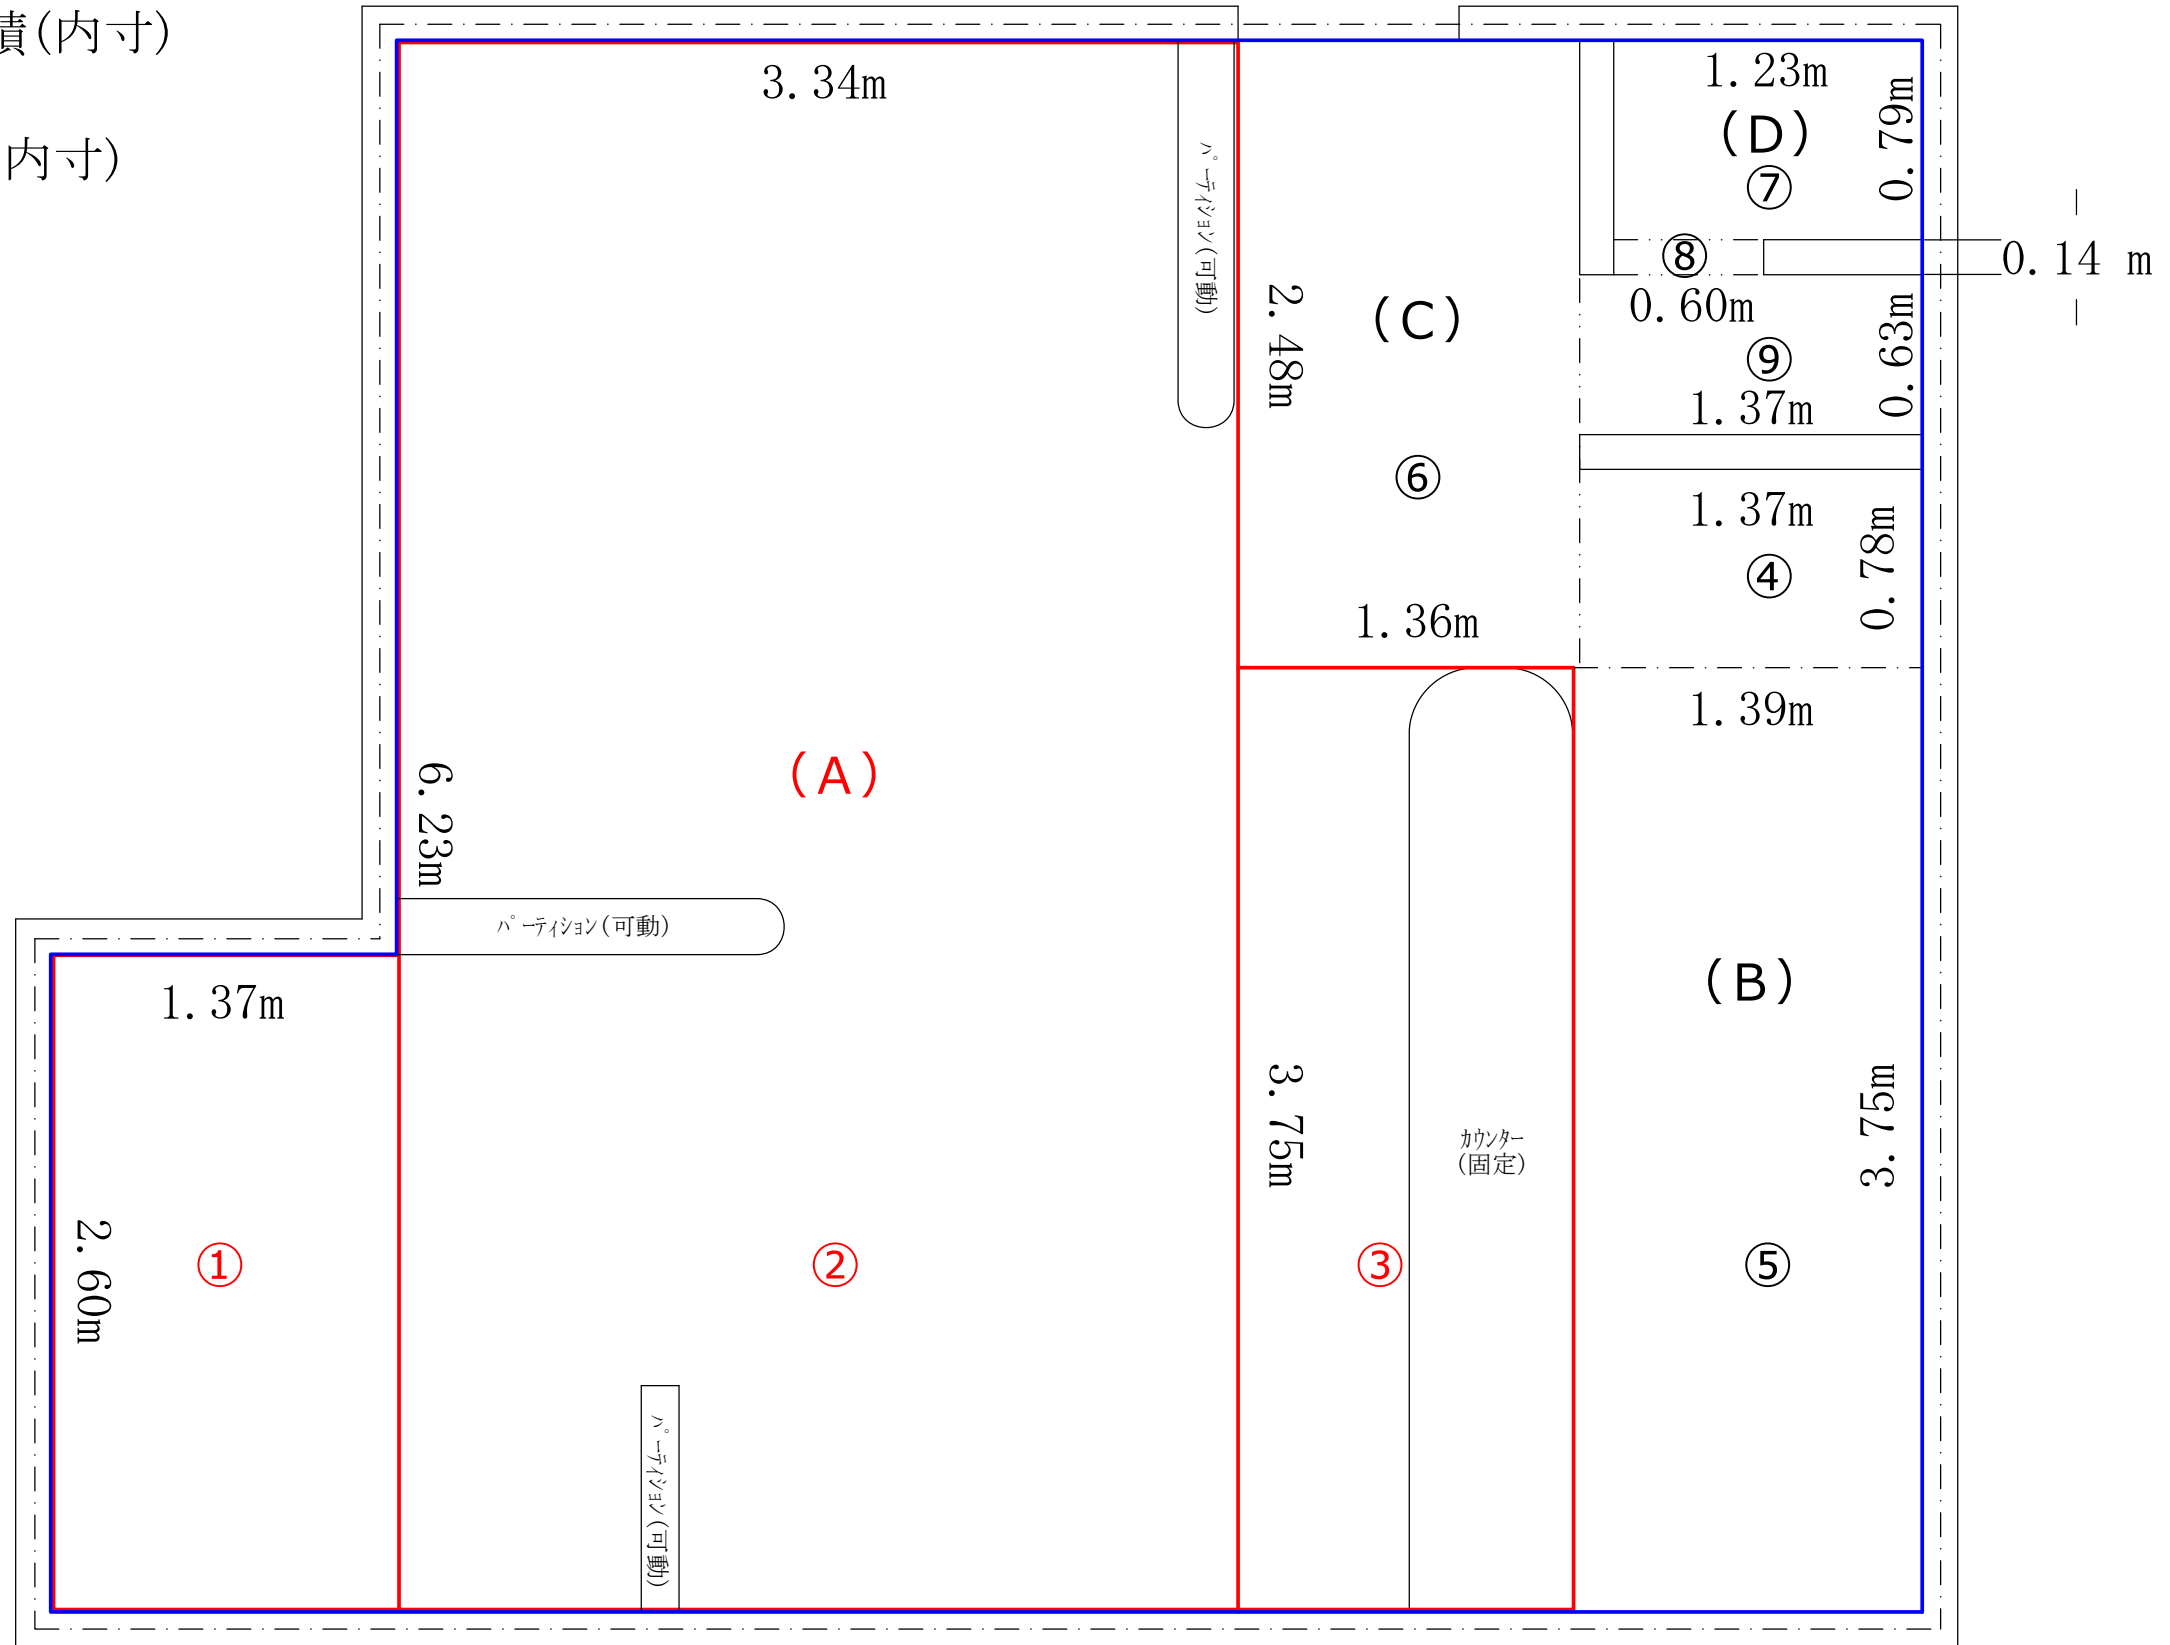 積(内寸)
内寸)
3.34m
1.23m
0.79m
(D)
⑦
パーティション(可動)
⑧
0.14 m
2.48m
(C)
0.60m
0.63m
⑨
1.37m
⑥
1.37m
0.78m
④
1.36m
1.39m
6.23m
(A)
パーティション(可動)
(B)
1.37m
3.75m
3.75m
カウンター
(固定)
2.60m
①
②
③
⑤
パーティション(可動)